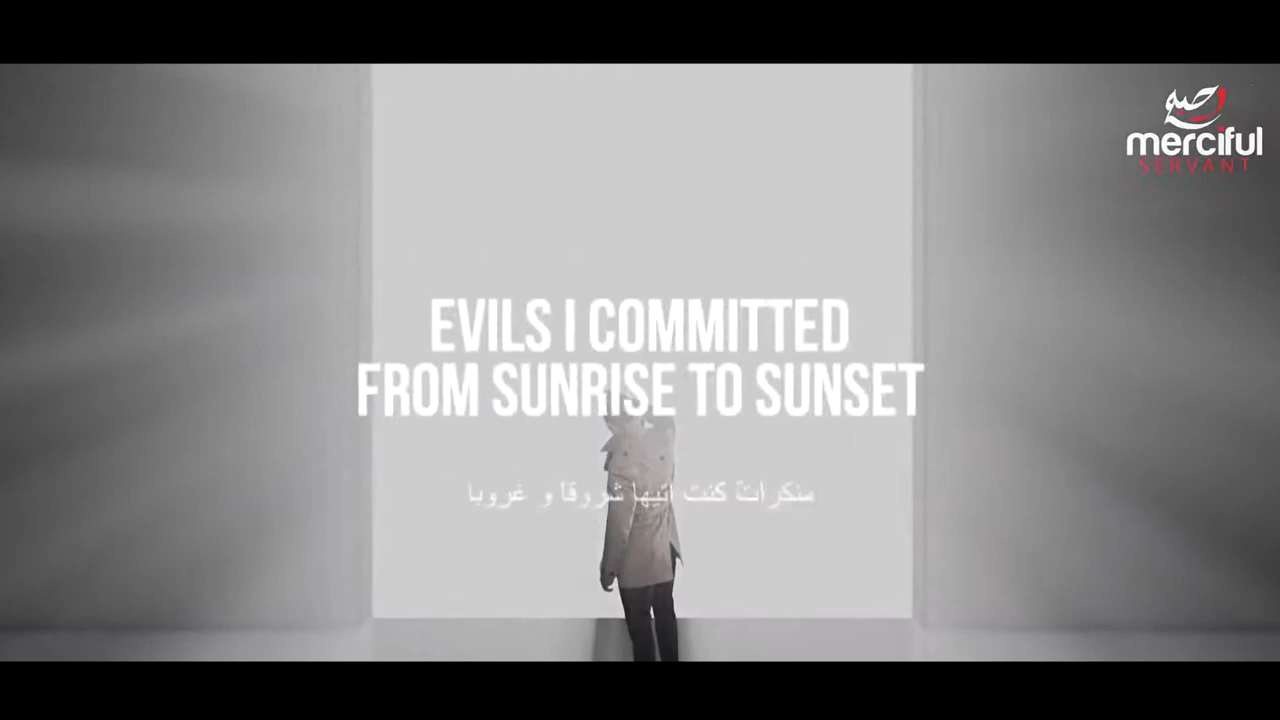 merciful
SERVANT
EVILS I COMMITTED
FROM SUNRISE TO SUNSET
منكراتٌ كنت آتيها شروقاً و غروبا